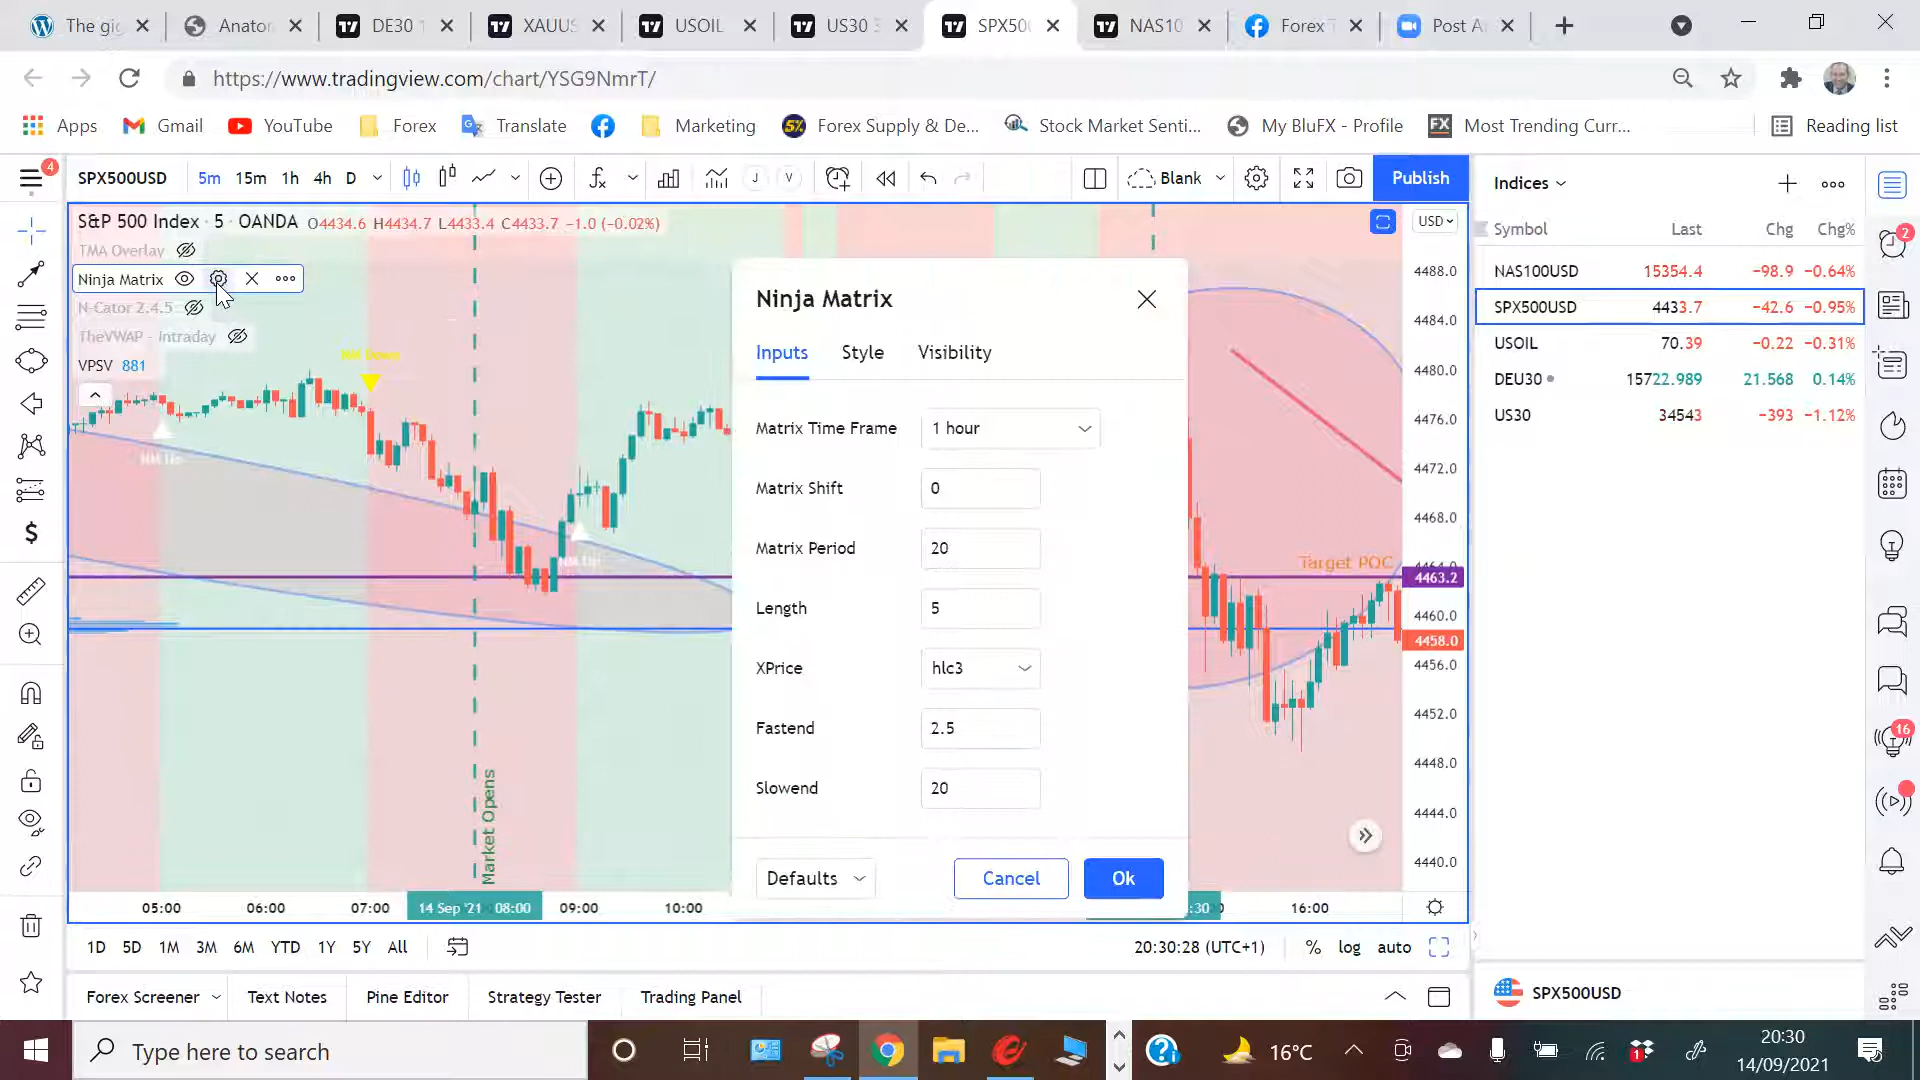 The gi
Anator
DE30 1
XAUUS
USOIL
US30 3
SPX500
NAS10
Forex T
Post A
https://www.tradingview.com/chart/YSG9NmrT/
Apps
Gmail
YouTube
Forex
Translate
Marketing
Forex Supply & De...
Stock Market Senti...
My BluFX - Profile
Most Trending Curr...
Reading list
4
SPX500USD
5m 15m 1h 4h D
J
V
Blank
Publish
Indices
S&P 500 Index · 5 · OANDA O4434.6 H4434.7 L4433.4 C4433.7 −1.0 (−0.02%)
USD
TMA Overlay
Ninja Matrix
N-Cator 2.4.5
TheVWAP - Intraday
VPSV 881
NM Down
Market Opens
Target POC
Ninja Matrix
Inputs Style Visibility
Matrix Time Frame 1 hour
Matrix Shift 0
Matrix Period 20
Length 5
XPrice hlc3
Fastend 2.5
Slowend 20
Defaults Cancel Ok
4488.0
4484.0
4480.0
4476.0
4472.0
4468.0
4463.2
4460.0
4458.0
4456.0
4452.0
4448.0
4444.0
4440.0
05:00 06:00 07:00 14 Sep '21 08:00 09:00 10:00 :30 16:00
1D 5D 1M 3M 6M YTD 1Y 5Y All
20:30:28 (UTC+1) % log auto
Forex Screener Text Notes Pine Editor Strategy Tester Trading Panel
Symbol Last Chg Chg%
NAS100USD 15354.4 −98.9 −0.64%
SPX500USD 4433.7 −42.6 −0.95%
USOIL 70.39 −0.22 −0.31%
DEU30 15722.989 21.568 0.14%
US30 34543 −393 −1.12%
2
16
SPX500USD
Type here to search
16°C
1
20:30
14/09/2021